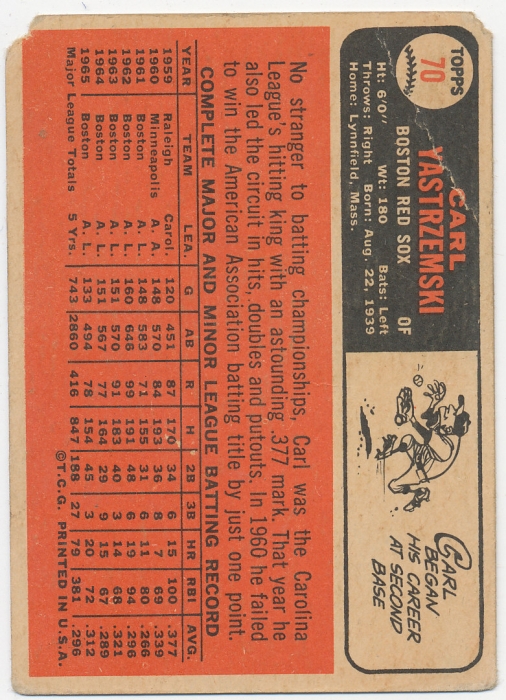 TOPPS
70
CARL
YASTRZEMSKI
BOSTON RED SOX OF
Ht: 6'0" Wt: 180 Bats: Left
Throws: Right Born: Aug. 22, 1939
Home: Lynnfield, Mass.
CARL
BEGAN
HIS CAREER
AT SECOND
BASE
No stranger to batting championships, Carl was the Carolina
League's hitting king with an astounding .377 mark. That year he
also led the circuit in hits, doubles and putouts. In 1960 he failed
to win the American Association batting title by just one point.
COMPLETE MAJOR AND MINOR LEAGUE BATTING RECORD
YEAR TEAM LEA. G AB R H 2B 3B HR RBI AVG.
1959 Raleigh Carol. 120 451 87 170 34 6 15 100 .377
1960 Minneapolis A. A. 148 570 84 193 36 8 7 69 .339
1961 Boston A. L. 148 583 71 155 31 6 11 80 .266
1962 Boston A. L. 160 646 99 191 48 6 19 94 .296
1963 Boston A. L. 151 570 91 183 40 3 14 68 .321
1964 Boston A. L. 151 567 77 164 29 9 15 67 .289
1965 Boston A. L. 133 494 78 154 45 3 20 72 .312
Major League Totals 5 Yrs. 743 2860 416 847 188 27 79 381 .296
©T.C.G. PRINTED IN U.S.A.